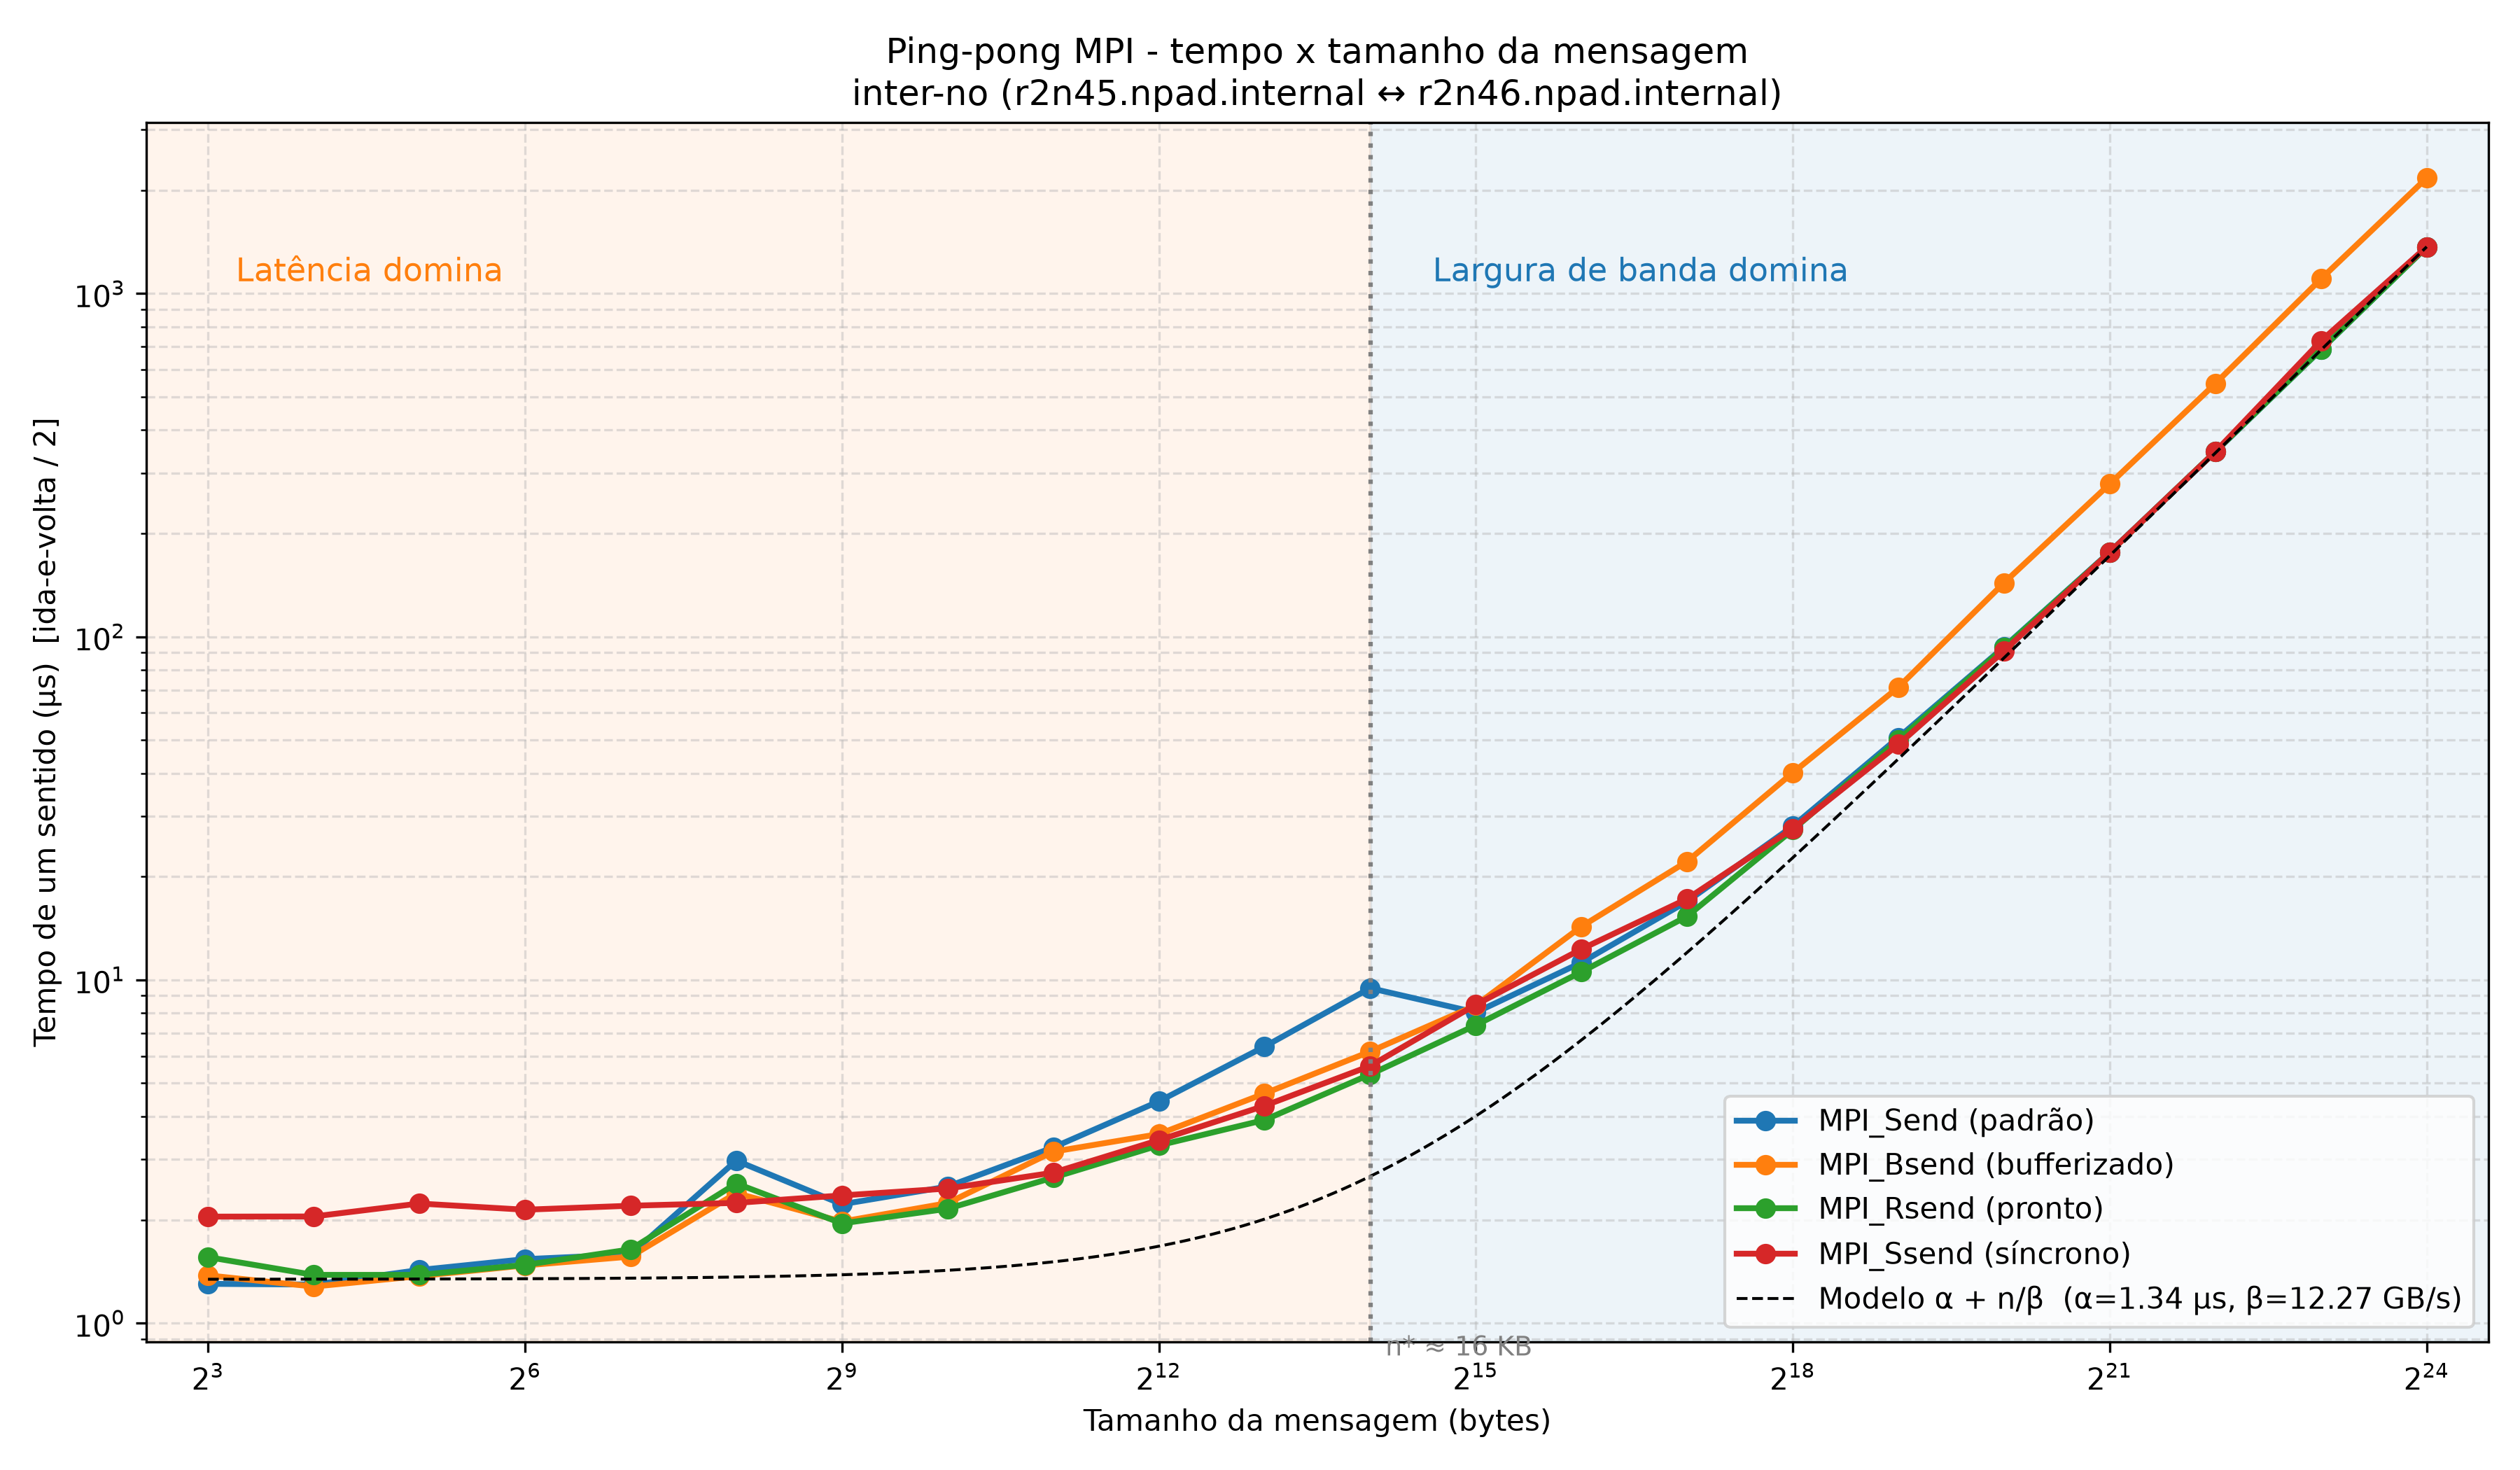 Ping-pong MPI - tempo x tamanho da mensagem
inter-no (r2n45.npad.internal ↔ r2n46.npad.internal)
Tempo de um sentido (µs)  [ida-e-volta / 2]
10³
10²
10¹
10⁰
Latência domina
Largura de banda domina
MPI_Send (padrão)
MPI_Bsend (bufferizado)
MPI_Rsend (pronto)
MPI_Ssend (síncrono)
Modelo α + n/β  (α=1.34 µs, β=12.27 GB/s)
n* ≈ 16 KB
2³ 2⁶ 2⁹ 2¹² 2¹⁵ 2¹⁸ 2²¹ 2²⁴
Tamanho da mensagem (bytes)